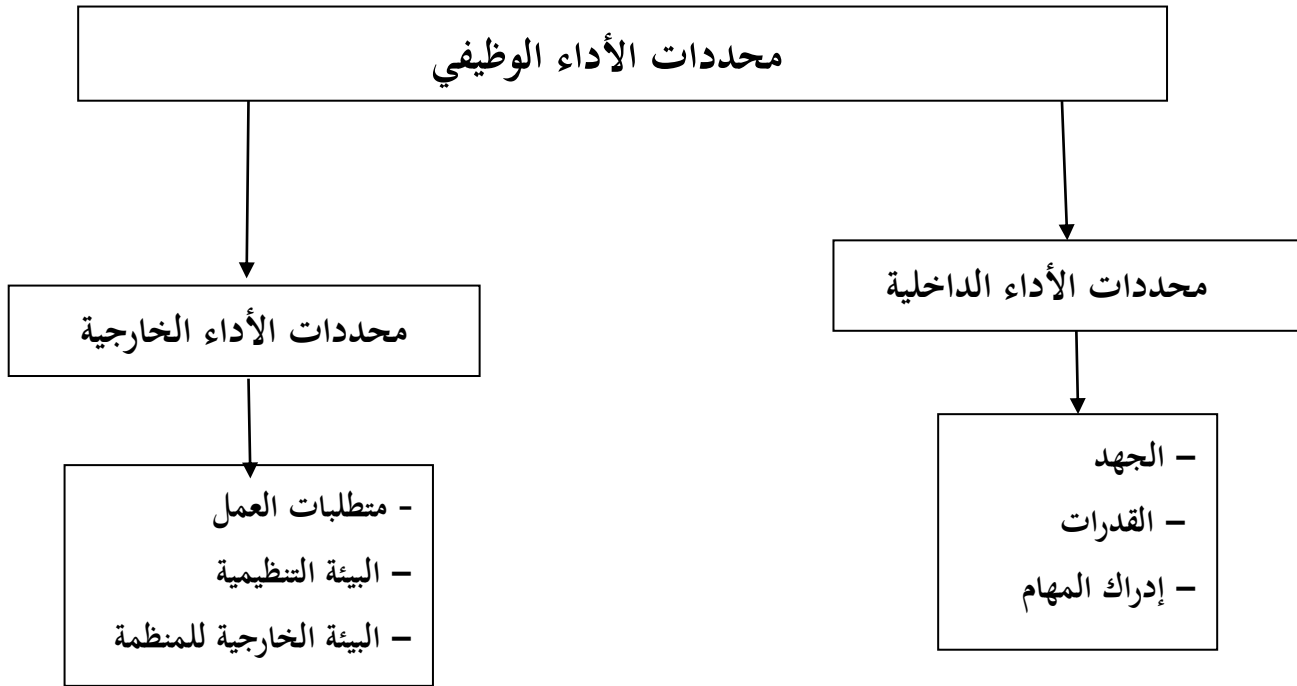 محددات الأداء الوظيفي
محددات الأداء الداخلية
محددات الأداء الخارجية
– الجهد
– القدرات
– إدراك المهام
- متطلبات العمل
– البيئة التنظيمية
– البيئة الخارجية للمنظمة